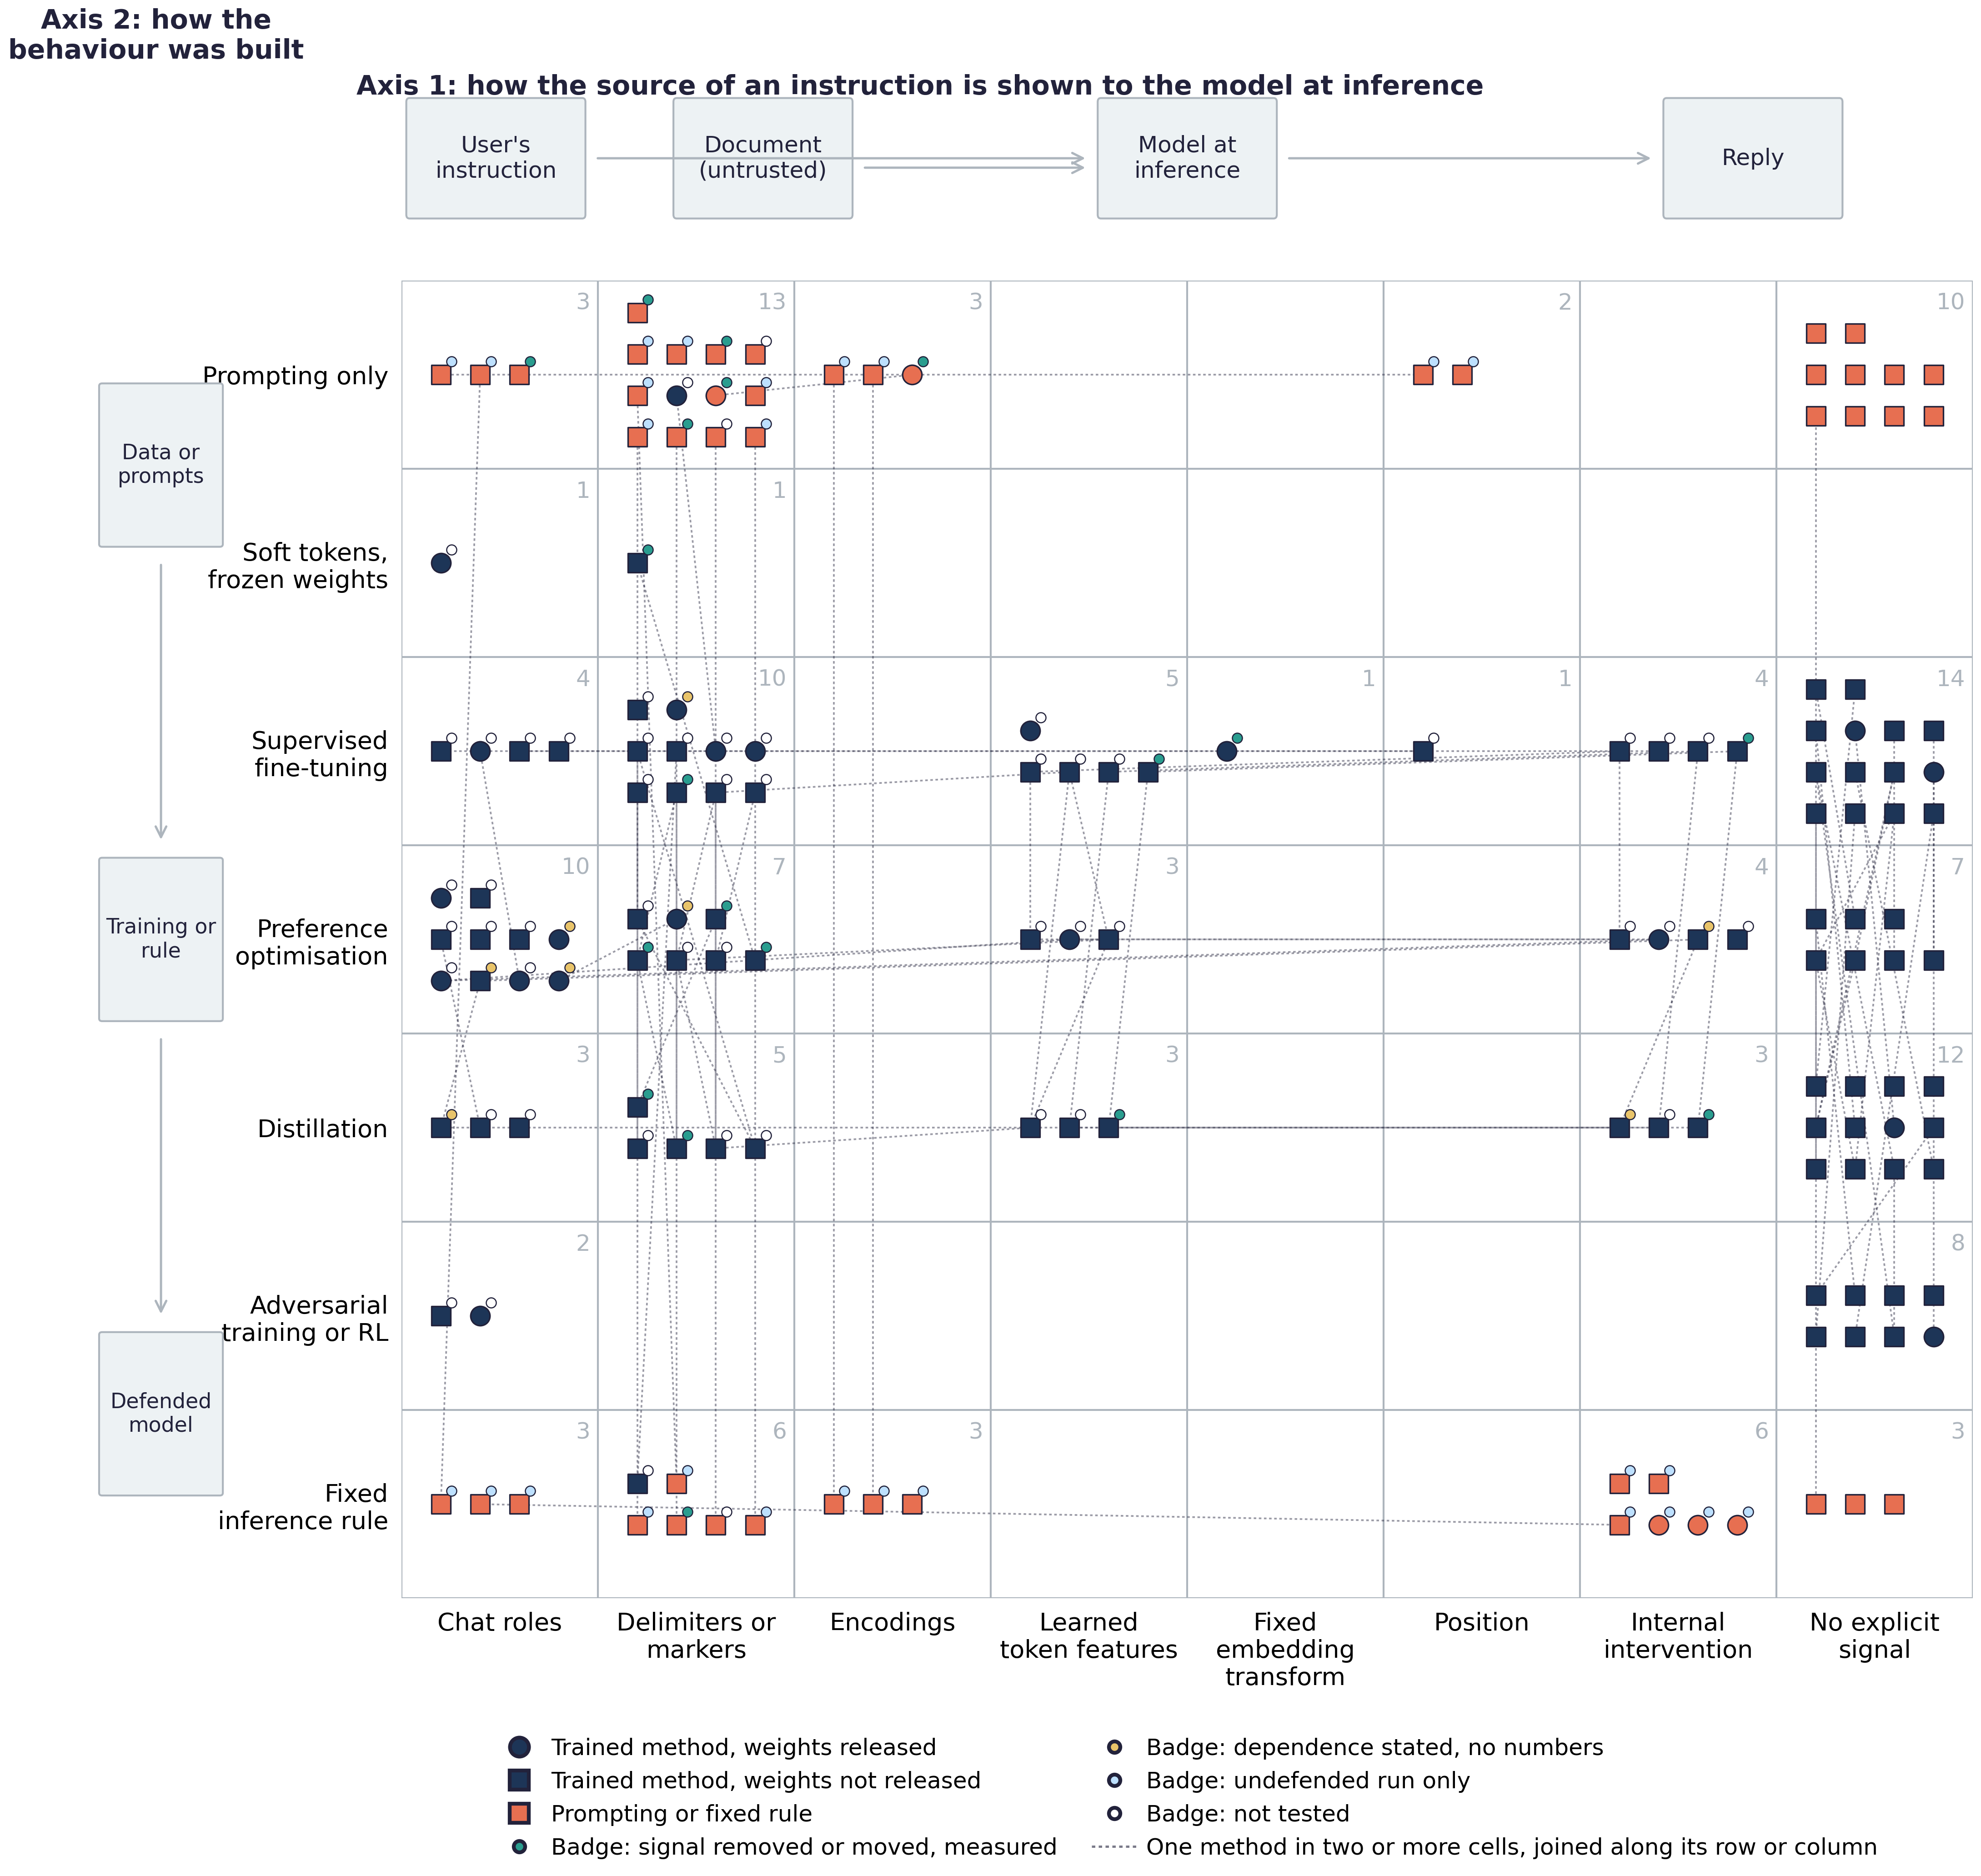 Axis 2: how the
behaviour was built
Axis 1: how the source of an instruction is shown to the model at inference
User's
instruction
Document
(untrusted)
Model at
inference
Reply
3
13
3
2
10
Prompting only
Data or
prompts
1
1
Soft tokens,
frozen weights
4
10
5
1
1
4
14
Supervised
fine-tuning
10
7
3
4
7
Training or
rule
Preference
optimisation
3
5
3
3
12
Distillation
2
8
Adversarial
training or RL
Defended
model
3
6
3
6
3
Fixed
inference rule
Chat roles
Delimiters or
markers
Encodings
Learned
token features
Fixed
embedding
transform
Position
Internal
intervention
No explicit
signal
Trained method, weights released
Trained method, weights not released
Prompting or fixed rule
Badge: signal removed or moved, measured
Badge: dependence stated, no numbers
Badge: undefended run only
Badge: not tested
One method in two or more cells, joined along its row or column